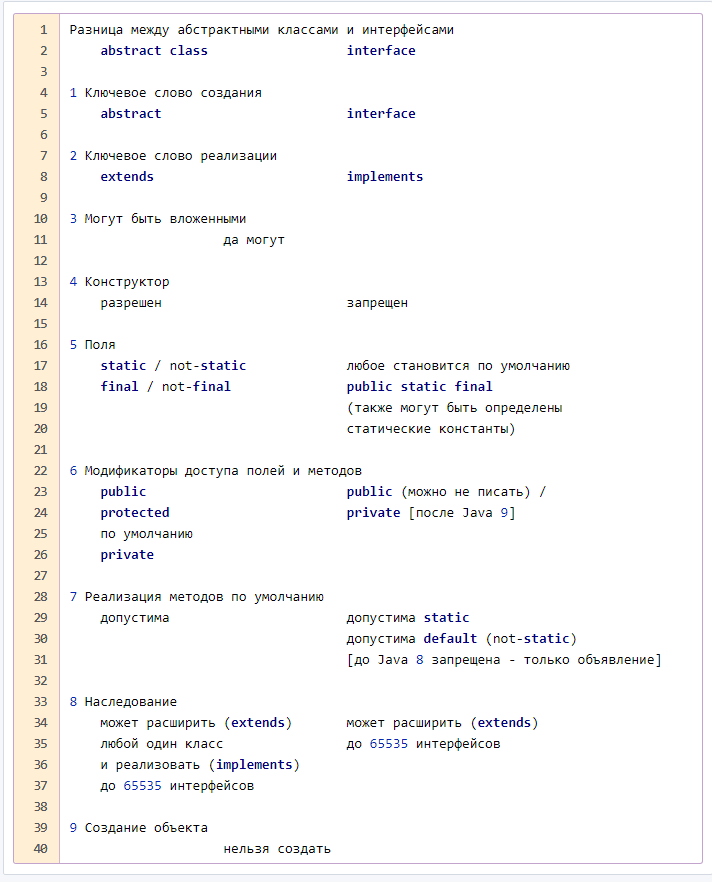 1 Разница между абстрактными классами и интерфейсами
2 abstract class interface
3
4 1 Ключевое слово создания
5 abstract interface
6
7 2 Ключевое слово реализации
8 extends implements
9
10 3 Могут быть вложенными
11 да могут
12
13 4 Конструктор
14 разрешен запрещен
15
16 5 Поля
17 static / not-static любое становится по умолчанию
18 final / not-final public static final
19 (также могут быть определены
20 статические константы)
21
22 6 Модификаторы доступа полей и методов
23 public public (можно не писать) /
24 protected private [после Java 9]
25 по умолчанию
26 private
27
28 7 Реализация методов по умолчанию
29 допустима допустима static
30 допустима default (not-static)
31 [до Java 8 запрещена - только объявление]
32
33 8 Наследование
34 может расширить (extends) может расширить (extends)
35 любой один класс до 65535 интерфейсов
36 и реализовать (implements)
37 до 65535 интерфейсов
38
39 9 Создание объекта
40 нельзя создать